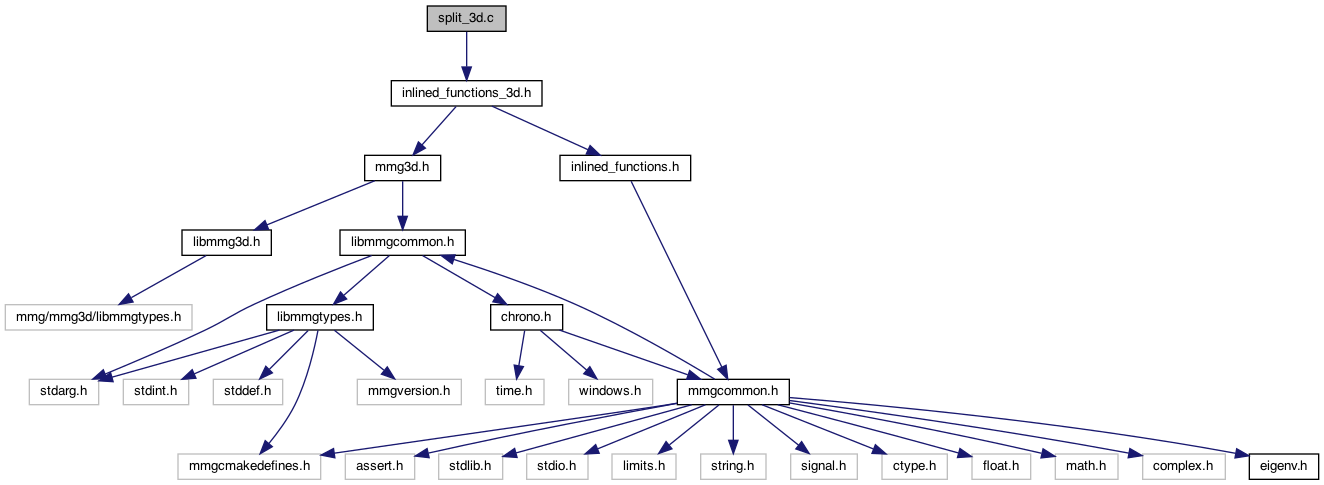 split_3d.c
inlined_functions_3d.h
mmg3d.h
inlined_functions.h
libmmg3d.h
libmmgcommon.h
mmg/mmg3d/libmmgtypes.h
libmmgtypes.h
chrono.h
stdarg.h
stdint.h
stddef.h
mmgversion.h
time.h
windows.h
mmgcommon.h
mmgcmakedefines.h
assert.h
stdlib.h
stdio.h
limits.h
string.h
signal.h
ctype.h
float.h
math.h
complex.h
eigenv.h